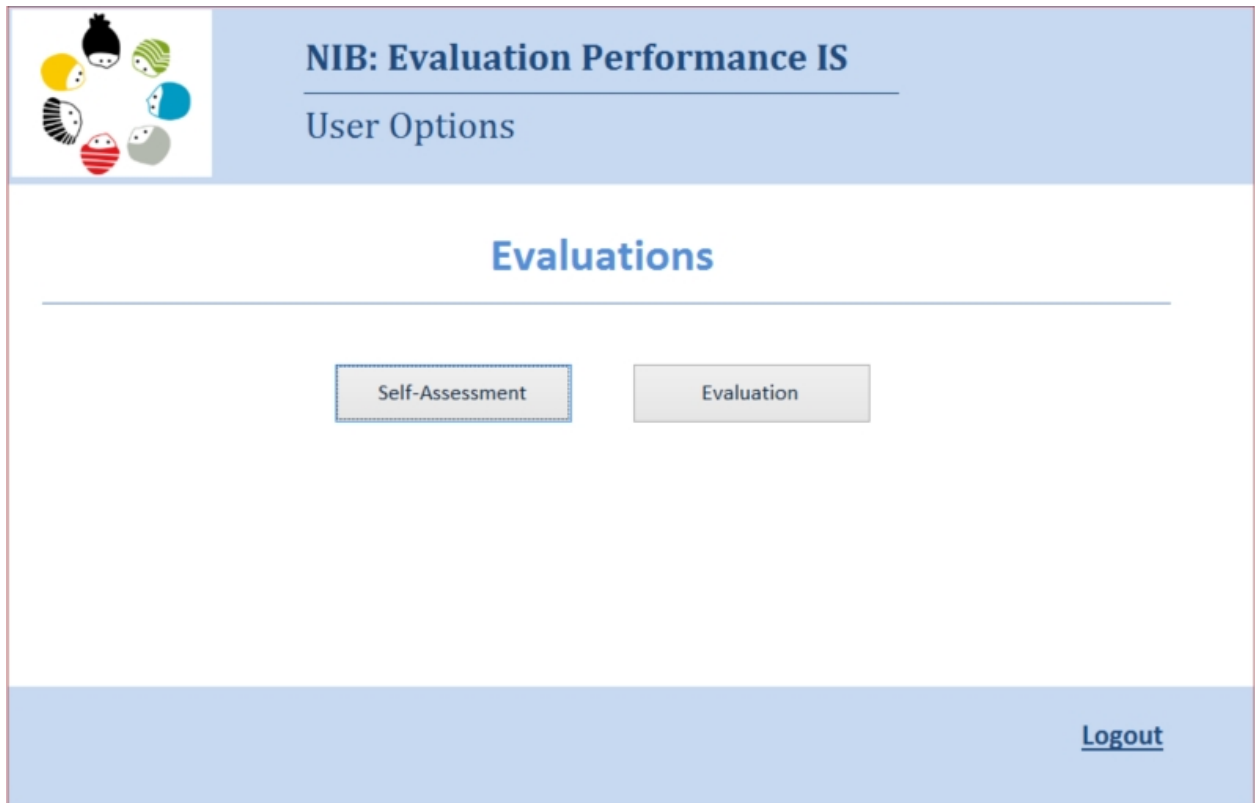 NIB: Evaluation Performance IS
User Options
Evaluations
Self-Assessment
Evaluation
Logout